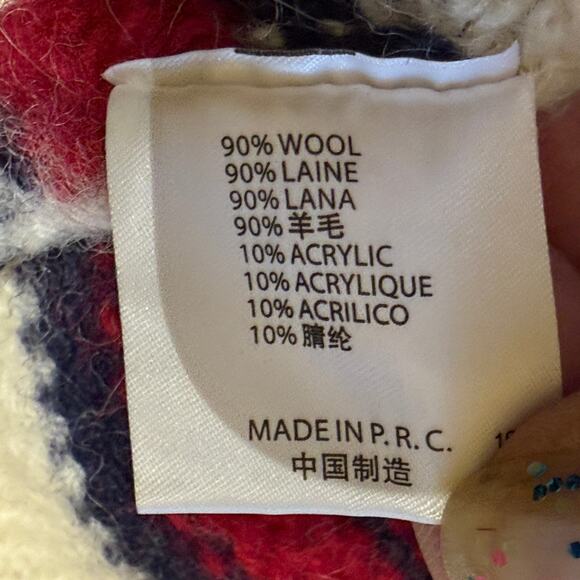 90% WOOL
90% LAINE
90% LANA
90% 羊毛
10% ACRYLIC
10% ACRYLIQUE
10% ACRILICO
10% 腈纶
MADE IN P. R. C.
中国制造